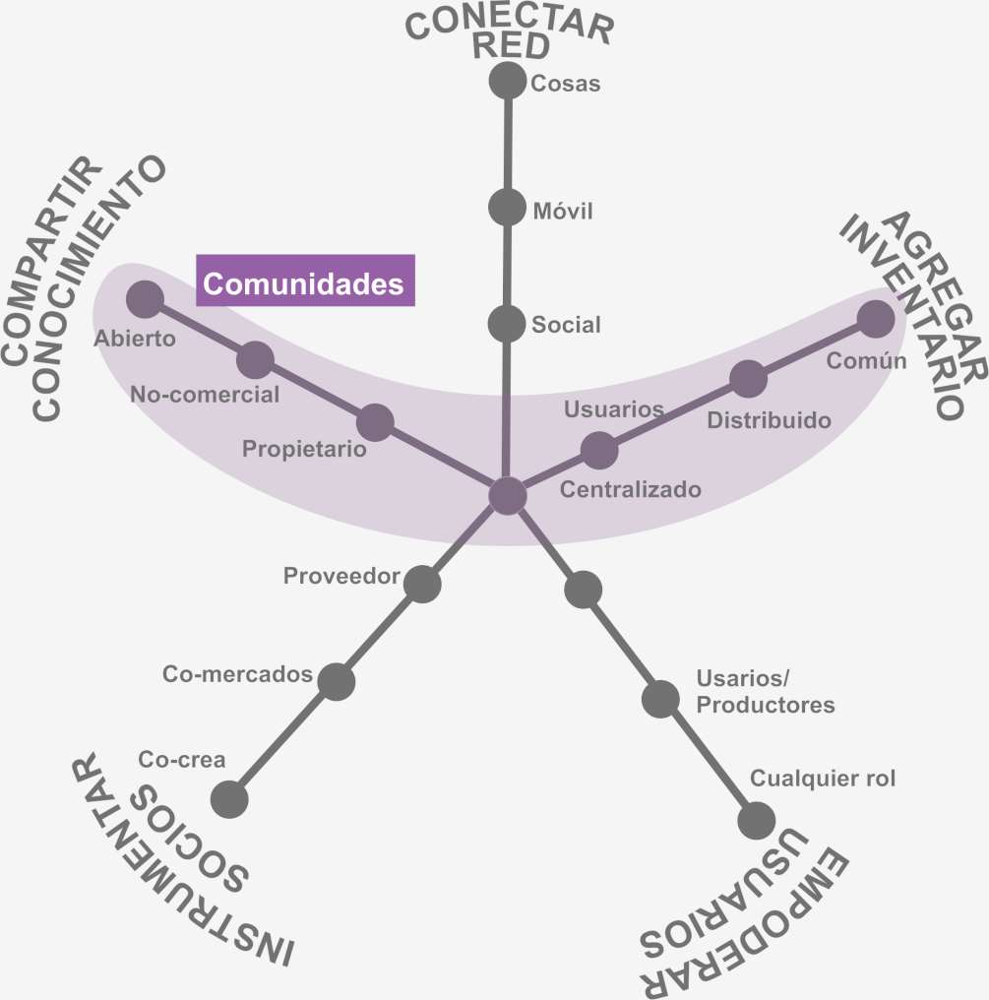 CONECTAR
RED
Cosas
Móvil
Social
COMPARTIR
CONOCIMIENTO
Comunidades
Abierto
No-comercial
Propietario
AGREGAR
INVENTARIO
Común
Distribuido
Usuarios
Centralizado
Proveedor
Co-mercados
Co-crea
SOCIOS
INSTRUMENTAR
Usarios/
Productores
Cualquier rol
USUARIOS
EMPODERAR